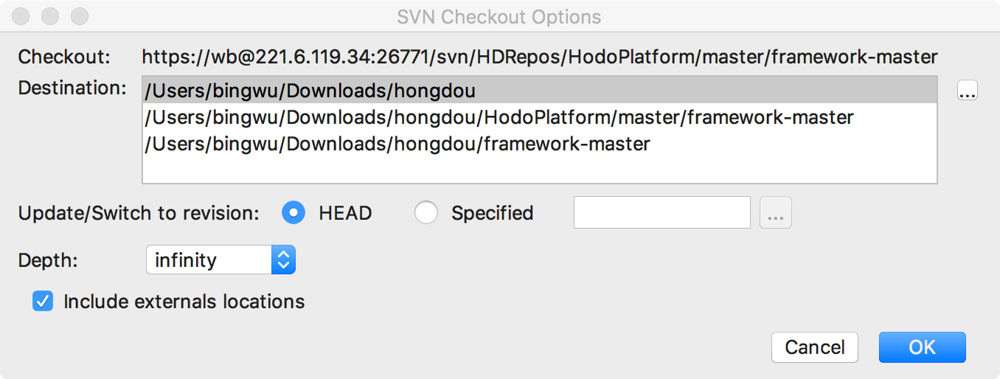 SVN Checkout Options
Checkout: https://wb@221.6.119.34:26771/svn/HDRepos/HodoPlatform/master/framework-master
Destination: /Users/bingwu/Downloads/hongdou
...
/Users/bingwu/Downloads/hongdou/HodoPlatform/master/framework-master
/Users/bingwu/Downloads/hongdou/framework-master
Update/Switch to revision: HEAD Specified ...
Depth: infinity
Include externals locations
Cancel OK